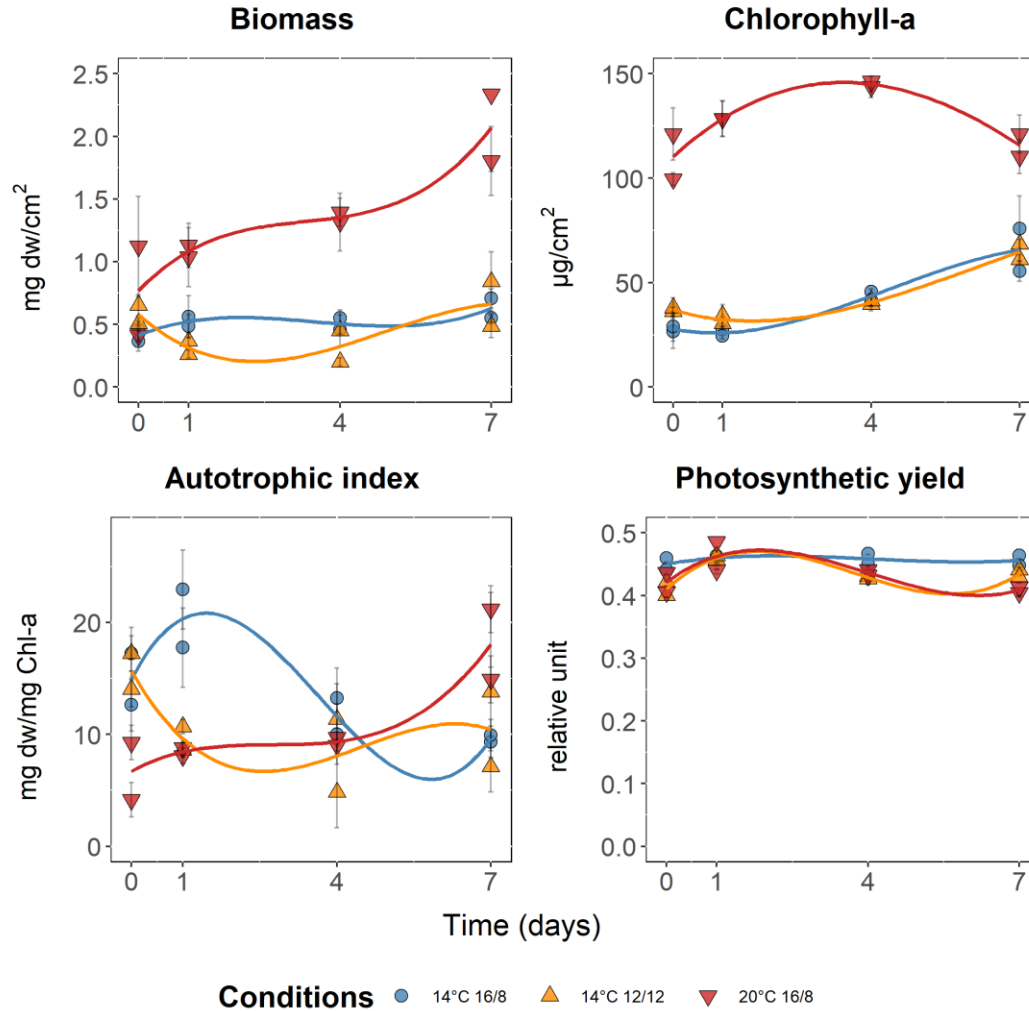 Biomass
Chlorophyll-a
mg dw/cm²
2.5
2.0
1.5
1.0
0.5
0.0
0 1 4 7
µg/cm²
150
100
50
0
0 1 4 7
Autotrophic index
Photosynthetic yield
mg dw/mg Chl-a
20
10
0
0 1 4 7
relative unit
0.5
0.4
0.3
0.2
0.1
0.0
0 1 4 7
Time (days)
Conditions 14°C 16/8 14°C 12/12 20°C 16/8